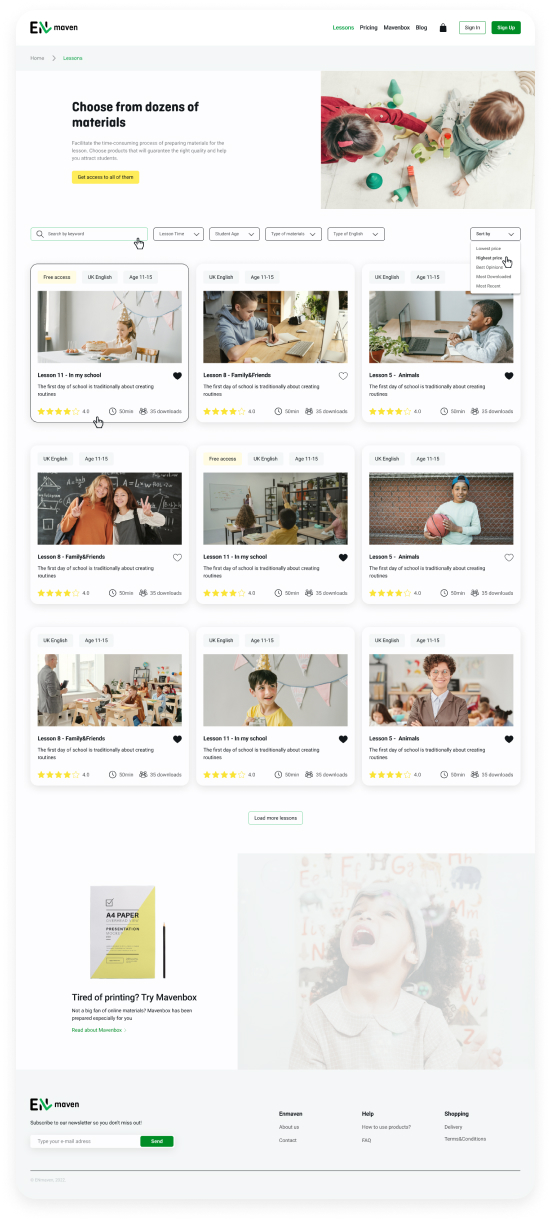 EN maven
Lessons Pricing Mavenbox Blog Sign In Sign Up
Home Lessons
Choose from dozens of
materials
Facilitate the time-consuming process of preparing materials for the
lesson. Choose products that will guarantee the right quality and help
you attract students.
Get access to all of them
Search by keyword Lesson Time Student Age Type of materials Type of English Sort by
Lowest price
Highest price
Best Opinions
Most Downloaded
Most Recent
Free access UK English Age 11-15
Lesson 11 - In my school
The first day of school is traditionally about creating
routines
4.0 50min 35 downloads
UK English Age 11-15
Lesson 8 - Family&Friends
The first day of school is traditionally about creating
routines
4.0 50min 35 downloads
UK English Age 11-15
Lesson 5 - Animals
The first day of school is traditionally about creating
routines
4.0 50min 35 downloads
UK English Age 11-15
Lesson 8 - Family&Friends
The first day of school is traditionally about creating
routines
4.0 50min 35 downloads
Free access UK English Age 11-15
Lesson 11 - In my school
The first day of school is traditionally about creating
routines
4.0 50min 35 downloads
UK English Age 11-15
Lesson 5 - Animals
The first day of school is traditionally about creating
routines
4.0 50min 35 downloads
UK English Age 11-15
Lesson 8 - Family&Friends
The first day of school is traditionally about creating
routines
4.0 50min 35 downloads
UK English Age 11-15
Lesson 11 - In my school
The first day of school is traditionally about creating
routines
4.0 50min 35 downloads
UK English Age 11-15
Lesson 5 - Animals
The first day of school is traditionally about creating
routines
4.0 50min 35 downloads
Load more lessons
A4 PAPER
PRESENTATION
Tired of printing? Try Mavenbox
Not a big fan of online materials? Mavenbox has been
prepared especially for you
Read about Mavenbox
EN maven
Subscribe to our newsletter so you don't miss out!
Type your e-mail adress Send
Enmaven
About us
Contact
Help
How to use products?
FAQ
Shopping
Delivery
Terms&Conditions